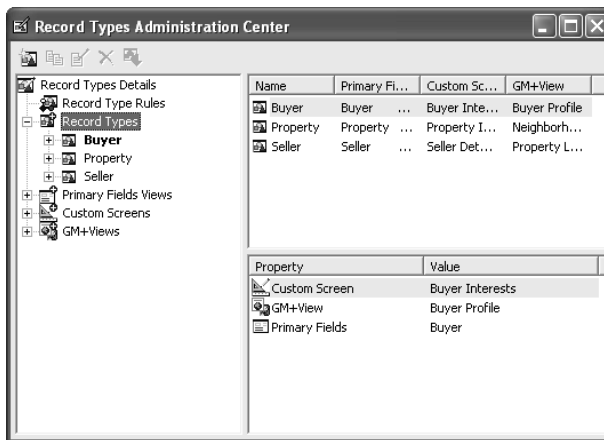 Record Types Administration Center
Record Types Details
Record Type Rules
Record Types
Buyer
Property
Seller
Primary Fields Views
Custom Screens
GM+Views
Name Primary Fi... Custom Sc... GM+View
Buyer Buyer ... Buyer Inte... Buyer Profile
Property Property ... Property I... Neighborh...
Seller Seller ... Seller Det... Property L...
Property Value
Custom Screen Buyer Interests
GM+View Buyer Profile
Primary Fields Buyer